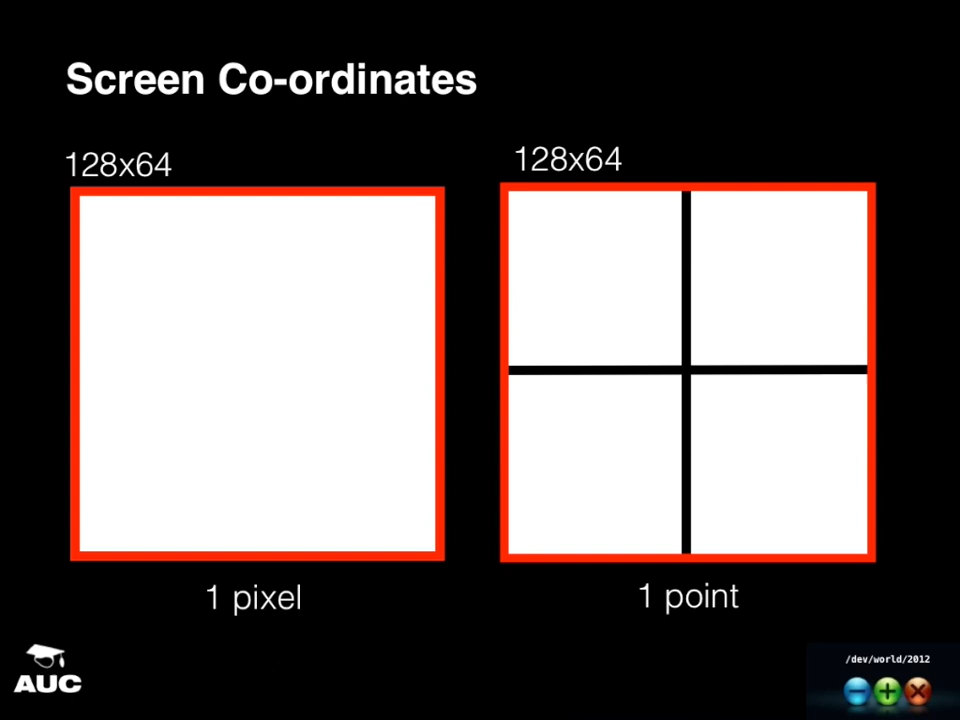 Screen Co-ordinates
128x64
128x64
1 pixel
1 point
AUC
/dev/world/2012